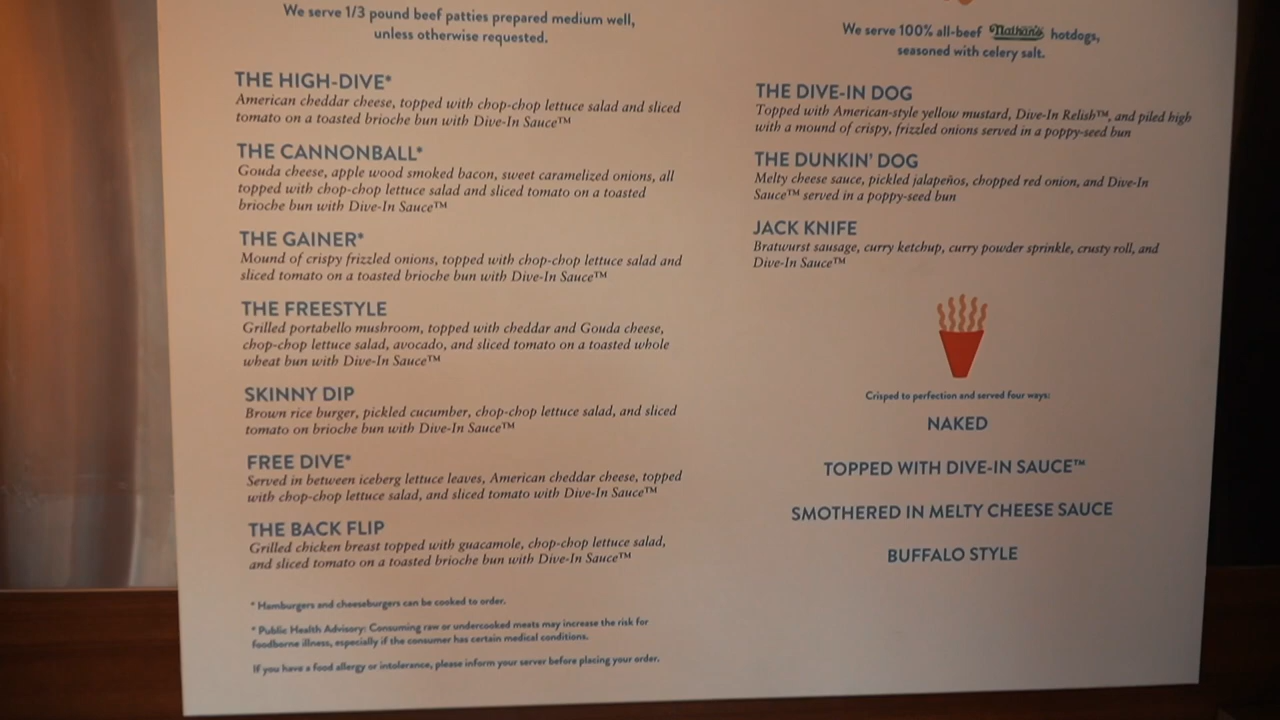 We serve 1/3 pound beef patties prepared medium well,
unless otherwise requested.
THE HIGH-DIVE*
American cheddar cheese, topped with chop-chop lettuce salad and sliced
tomato on a toasted brioche bun with Dive-In Sauce™
THE CANNONBALL*
Gouda cheese, apple wood smoked bacon, sweet caramelized onions, all
topped with chop-chop lettuce salad and sliced tomato on a toasted
brioche bun with Dive-In Sauce™
THE GAINER*
Mound of crispy frizzled onions, topped with chop-chop lettuce salad and
sliced tomato on a toasted brioche bun with Dive-In Sauce™
THE FREESTYLE
Grilled portabello mushroom, topped with cheddar and Gouda cheese,
chop-chop lettuce salad, avocado, and sliced tomato on a toasted whole
wheat bun with Dive-In Sauce™
SKINNY DIP
Brown rice burger, pickled cucumber, chop-chop lettuce salad, and sliced
tomato on brioche bun with Dive-In Sauce™
FREE DIVE*
Served in between iceberg lettuce leaves, American cheddar cheese, topped
with chop-chop lettuce salad, and sliced tomato with Dive-In Sauce™
THE BACK FLIP
Grilled chicken breast topped with guacamole, chop-chop lettuce salad,
and sliced tomato on a toasted brioche bun with Dive-In Sauce™
* Hamburgers and cheeseburgers can be cooked to order.
* Public Health Advisory: Consuming raw or undercooked meats may increase the risk for
foodborne illness, especially if the consumer has certain medical conditions.
If you have a food allergy or intolerance, please inform your server before placing your order.
We serve 100% all-beef Nathan's hotdogs,
seasoned with celery salt.
THE DIVE-IN DOG
Topped with American-style yellow mustard, Dive-In Relish™, and piled high
with a mound of crispy, frizzled onions served in a poppy-seed bun
THE DUNKIN' DOG
Melty cheese sauce, pickled jalapeños, chopped red onion, and Dive-In
Sauce™ served in a poppy-seed bun
JACK KNIFE
Bratwurst sausage, curry ketchup, curry powder sprinkle, crusty roll, and
Dive-In Sauce™
Crisped to perfection and served four ways:
NAKED
TOPPED WITH DIVE-IN SAUCE™
SMOTHERED IN MELTY CHEESE SAUCE
BUFFALO STYLE